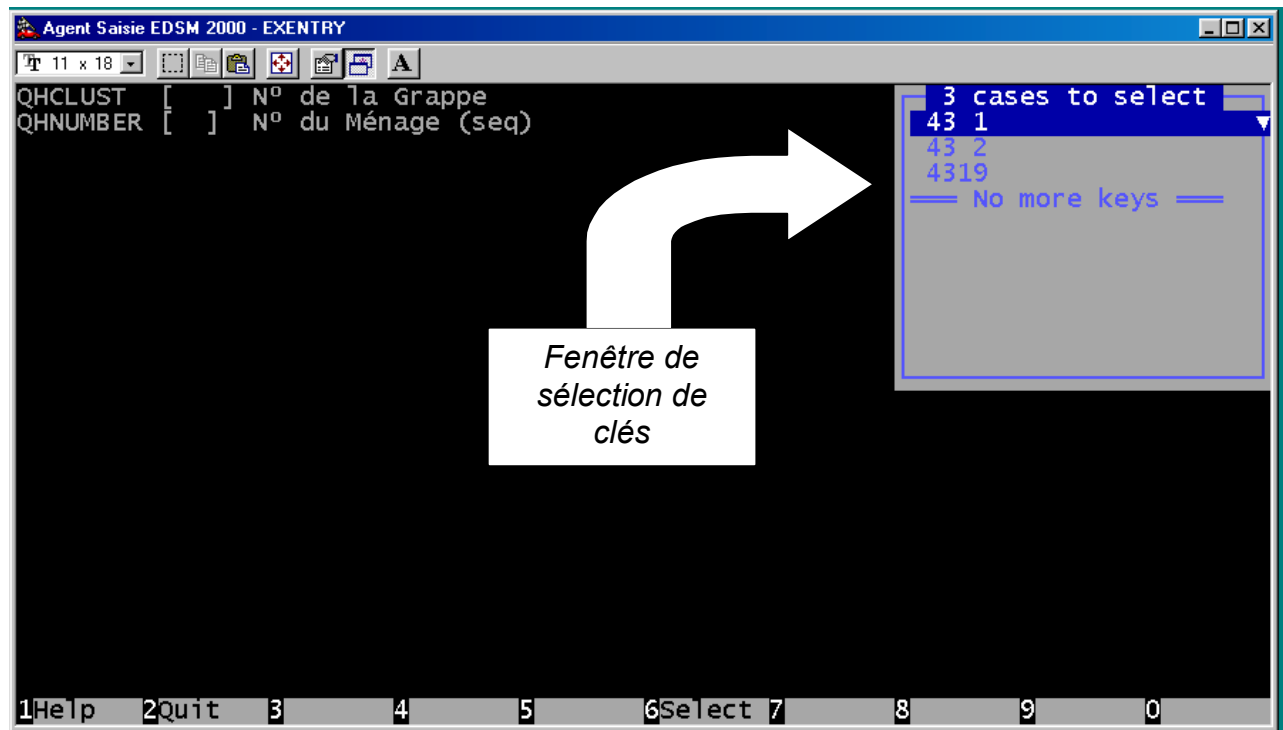 Agent Saisie EDSM 2000 - EXENTRY
11 x 18
A
QHCLUST [   ] Nº de la Grappe
QHNUMBER [  ] Nº du Ménage (seq)
3 cases to select
43 1
43 2
4319
No more keys
Fenêtre de
sélection de
clés
1Help 2Quit 3 4 5 6Select 7 8 9 0